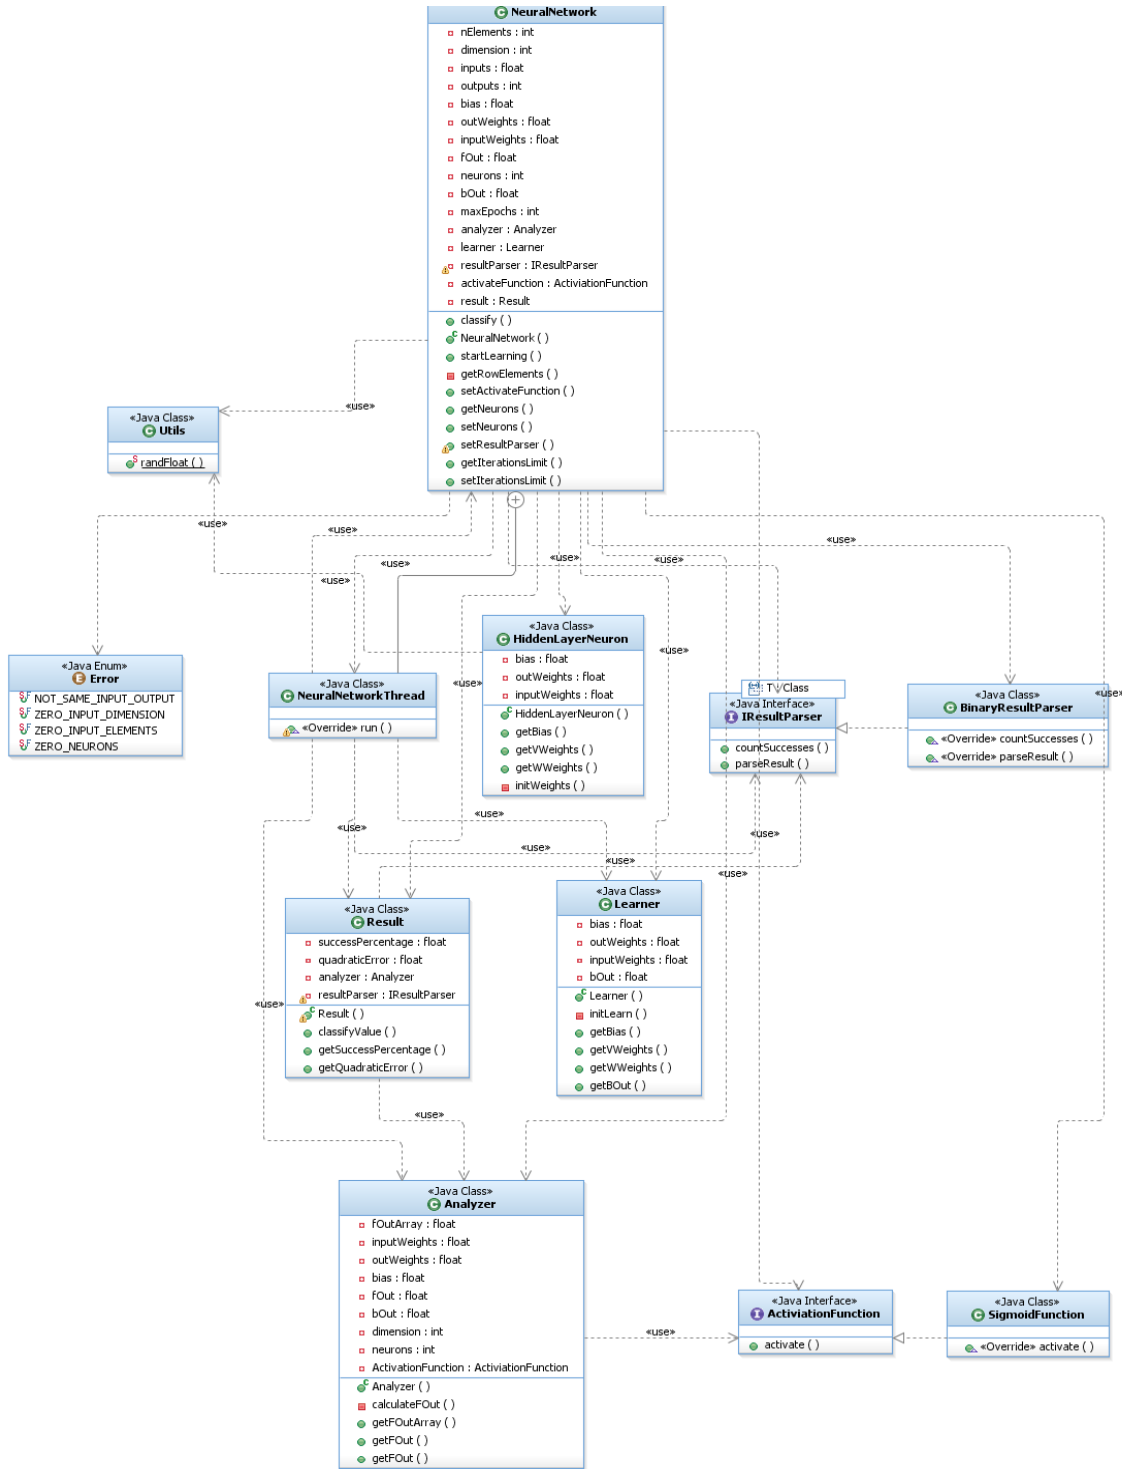 NeuralNetwork
nElements : int
dimension : int
inputs : float
outputs : int
bias : float
outWeights : float
inputWeights : float
fOut : float
neurons : int
bOut : float
maxEpochs : int
analyzer : Analyzer
learner : Learner
resultParser : IResultParser
activateFunction : ActiviationFunction
result : Result
classify ( )
NeuralNetwork ( )
startLearning ( )
getRowElements ( )
setActivateFunction ( )
getNeurons ( )
setNeurons ( )
setResultParser ( )
getIterationsLimit ( )
setIterationsLimit ( )
«use»
«Java Class»
Utils
randFloat ( )
«use»
«use»
«use»
«use»
«use»
«use»
«use»
«use»
«use»
«use»
«Java Enum»
Error
NOT_SAME_INPUT_OUTPUT
ZERO_INPUT_DIMENSION
ZERO_INPUT_ELEMENTS
ZERO_NEURONS
«Java Class»
NeuralNetworkThread
«Override» run ( )
«Java Class»
HiddenLayerNeuron
bias : float
outWeights : float
inputWeights : float
HiddenLayerNeuron ( )
getBias ( )
getVWeights ( )
getWWeights ( )
initWeights ( )
T\/Class
«Java Interface»
IResultParser
countSuccesses ( )
parseResult ( )
«Java Class»
BinaryResultParser
«Override» countSuccesses ( )
«Override» parseResult ( )
«use»
«use»
«use»
«use»
«use»
«use»
«use»
«Java Class»
Result
successPercentage : float
quadraticError : float
analyzer : Analyzer
resultParser : IResultParser
Result ( )
classifyValue ( )
getSuccessPercentage ( )
getQuadraticError ( )
«Java Class»
Learner
bias : float
outWeights : float
inputWeights : float
bOut : float
Learner ( )
initLearn ( )
getBias ( )
getVWeights ( )
getWWeights ( )
getBOut ( )
«use»
«Java Class»
Analyzer
fOutArray : float
inputWeights : float
outWeights : float
bias : float
fOut : float
bOut : float
dimension : int
neurons : int
ActivationFunction : ActiviationFunction
Analyzer ( )
calculateFOut ( )
getFOutArray ( )
getFOut ( )
getFOut ( )
«use»
«Java Interface»
ActiviationFunction
activate ( )
«Java Class»
SigmoidFunction
«Override» activate ( )